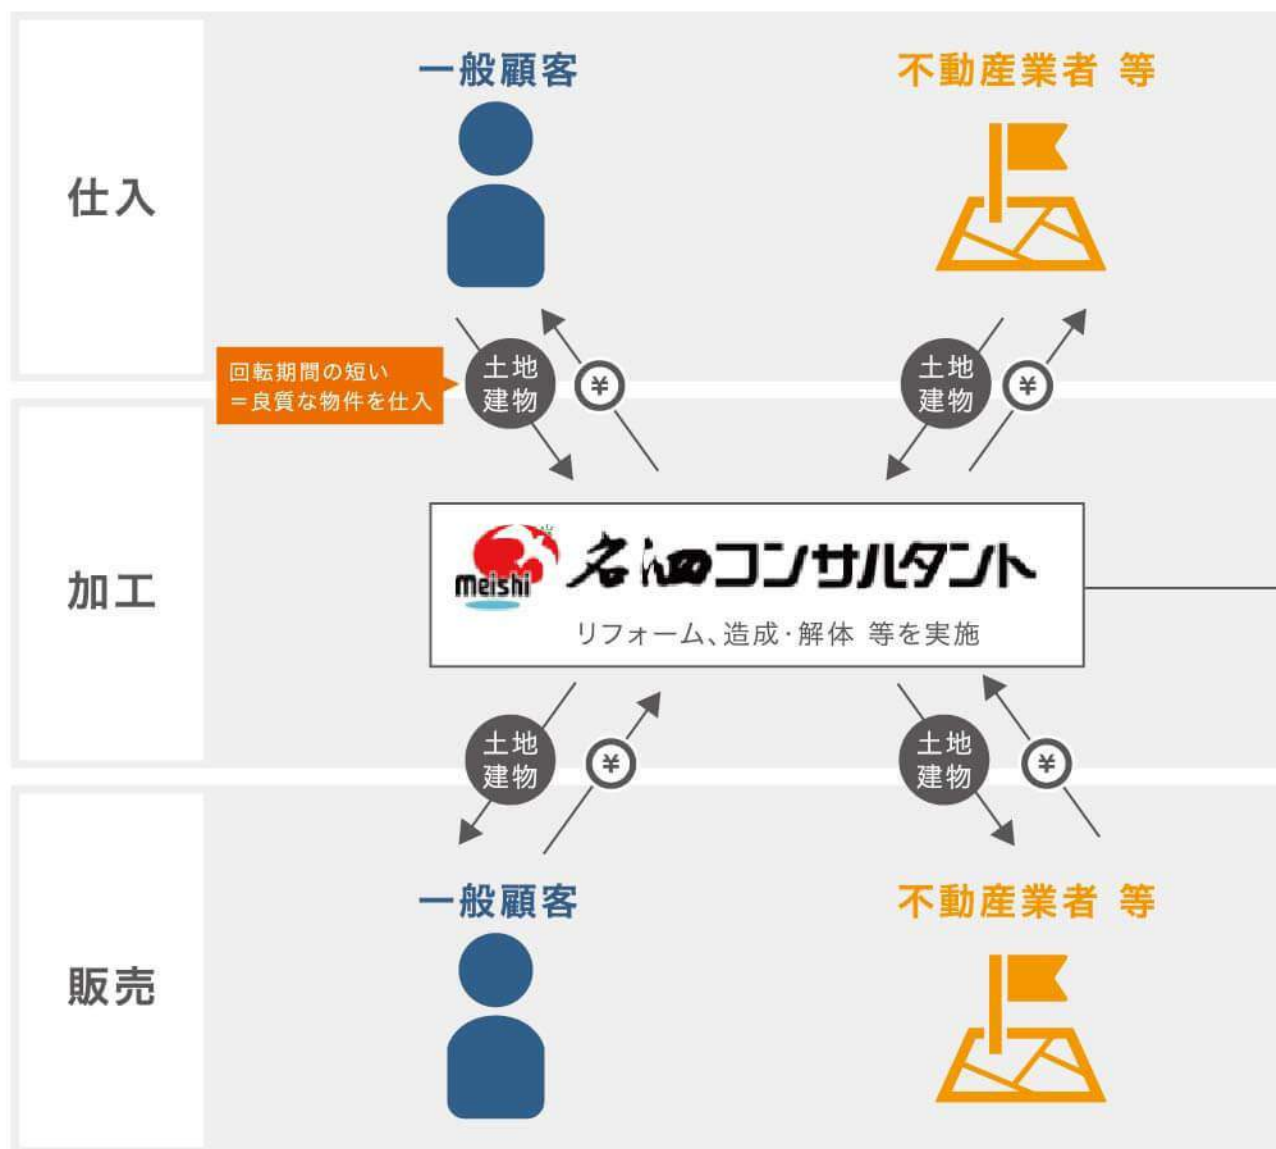 一般顧客
不動産業者 等
仕入
土地
建物
¥
土地
建物
¥
回転期間の短い
＝良質な物件を仕入
加工
meishi
名泗コンサルタント
リフォーム、造成・解体 等を実施
土地
建物
¥
土地
建物
¥
販売
一般顧客
不動産業者 等